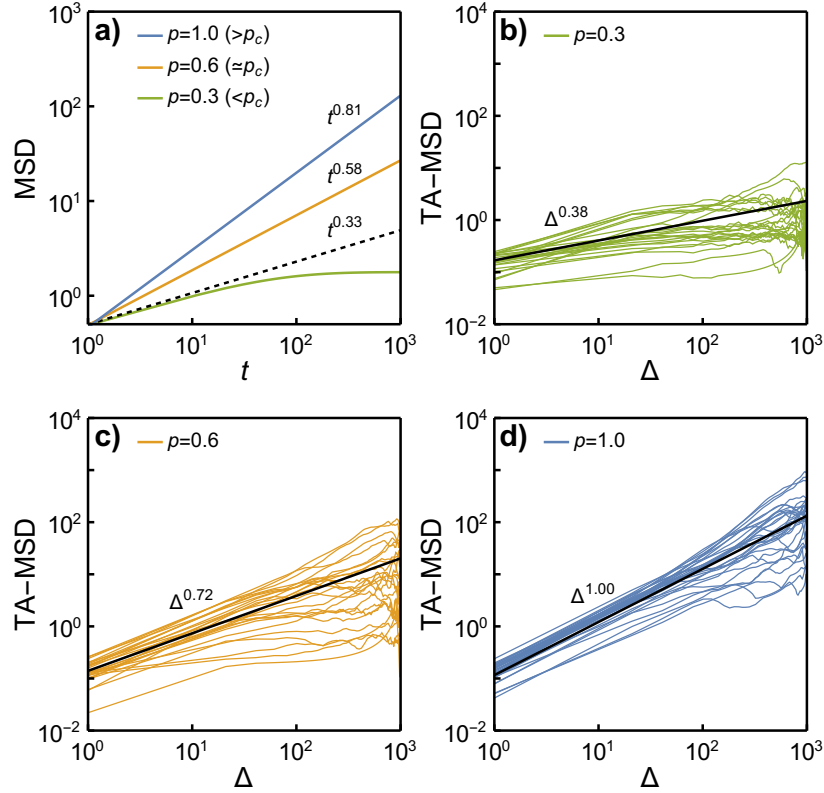 a)
p=1.0 (>p_c)
p=0.6 (≃p_c)
p=0.3 (<p_c)
t^0.81
t^0.58
t^0.33
MSD
10^3
10^2
10^1
10^0
10^0 10^1 10^2 10^3
t
b)
p=0.3
Δ^0.38
TA−MSD
10^4
10^2
10^0
10^−2
10^0 10^1 10^2 10^3
Δ
c)
p=0.6
Δ^0.72
TA−MSD
10^4
10^2
10^0
10^−2
10^0 10^1 10^2 10^3
Δ
d)
p=1.0
Δ^1.00
TA−MSD
10^4
10^2
10^0
10^−2
10^0 10^1 10^2 10^3
Δ